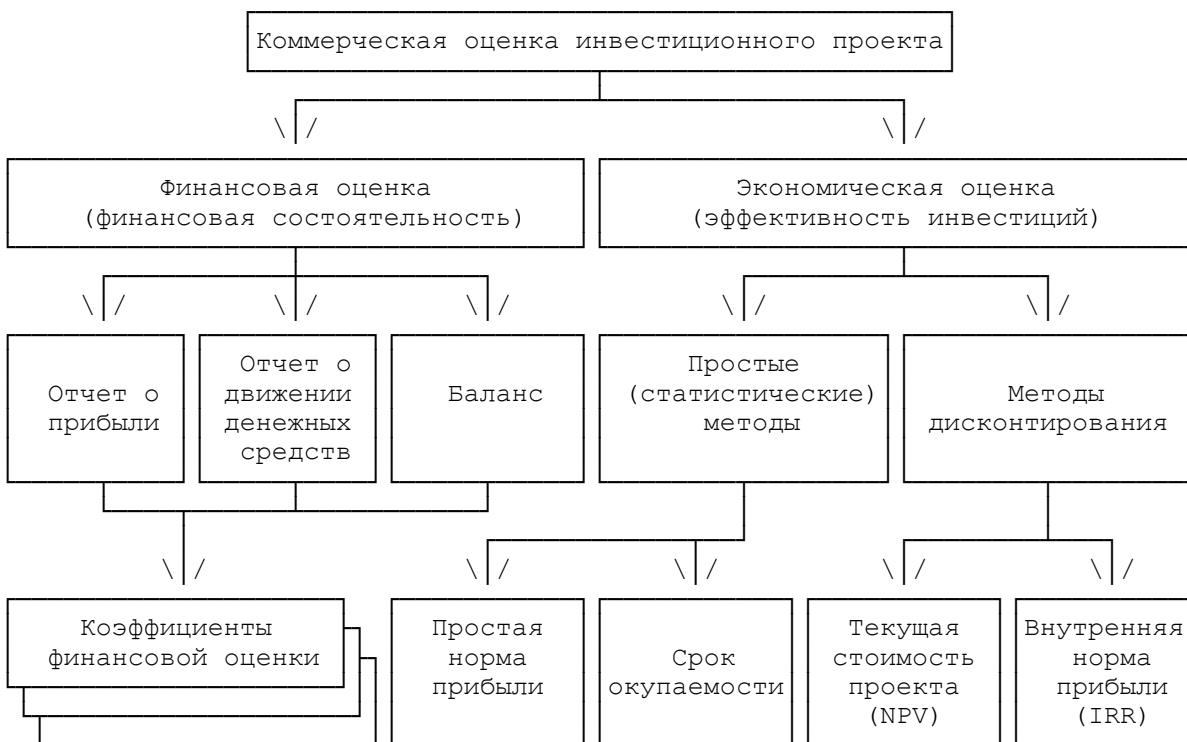 Коммерческая оценка инвестиционного проекта
Финансовая оценка
(финансовая состоятельность)
Экономическая оценка
(эффективность инвестиций)
Отчет о
прибыли
Отчет о
движении
денежных
средств
Баланс
Простые
(статистические)
методы
Методы
дисконтирования
Коэффициенты
финансовой оценки
Простая
норма
прибыли
Срок
окупаемости
Текущая
стоимость
проекта
(NPV)
Внутренняя
норма
прибыли
(IRR)